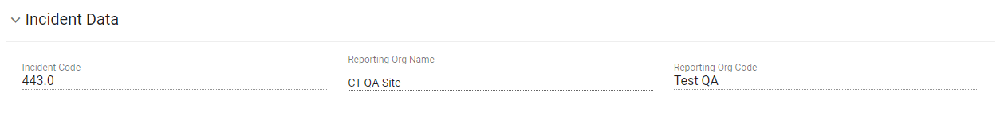 Incident Data
Incident Code
443.0
Reporting Org Name
CT QA Site
Reporting Org Code
Test QA